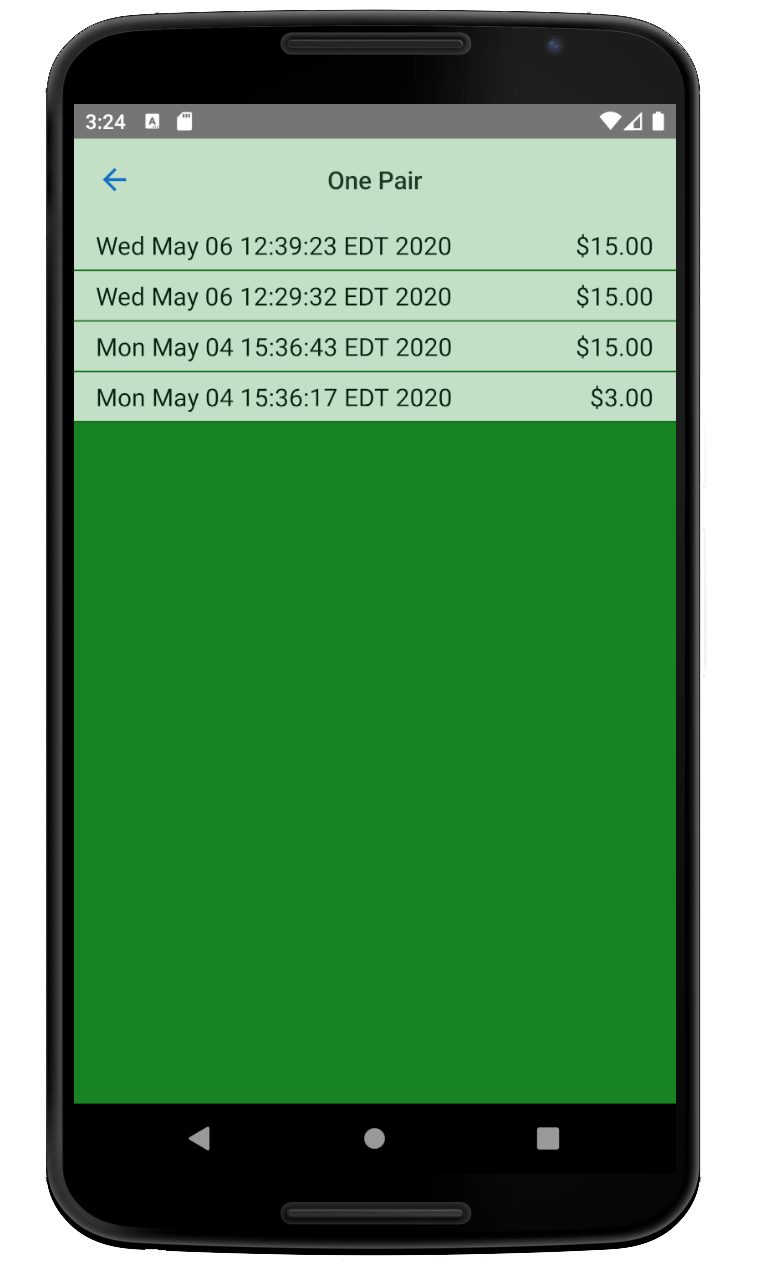 3:24
One Pair
Wed May 06 12:39:23 EDT 2020 $15.00
Wed May 06 12:29:32 EDT 2020 $15.00
Mon May 04 15:36:43 EDT 2020 $15.00
Mon May 04 15:36:17 EDT 2020 $3.00